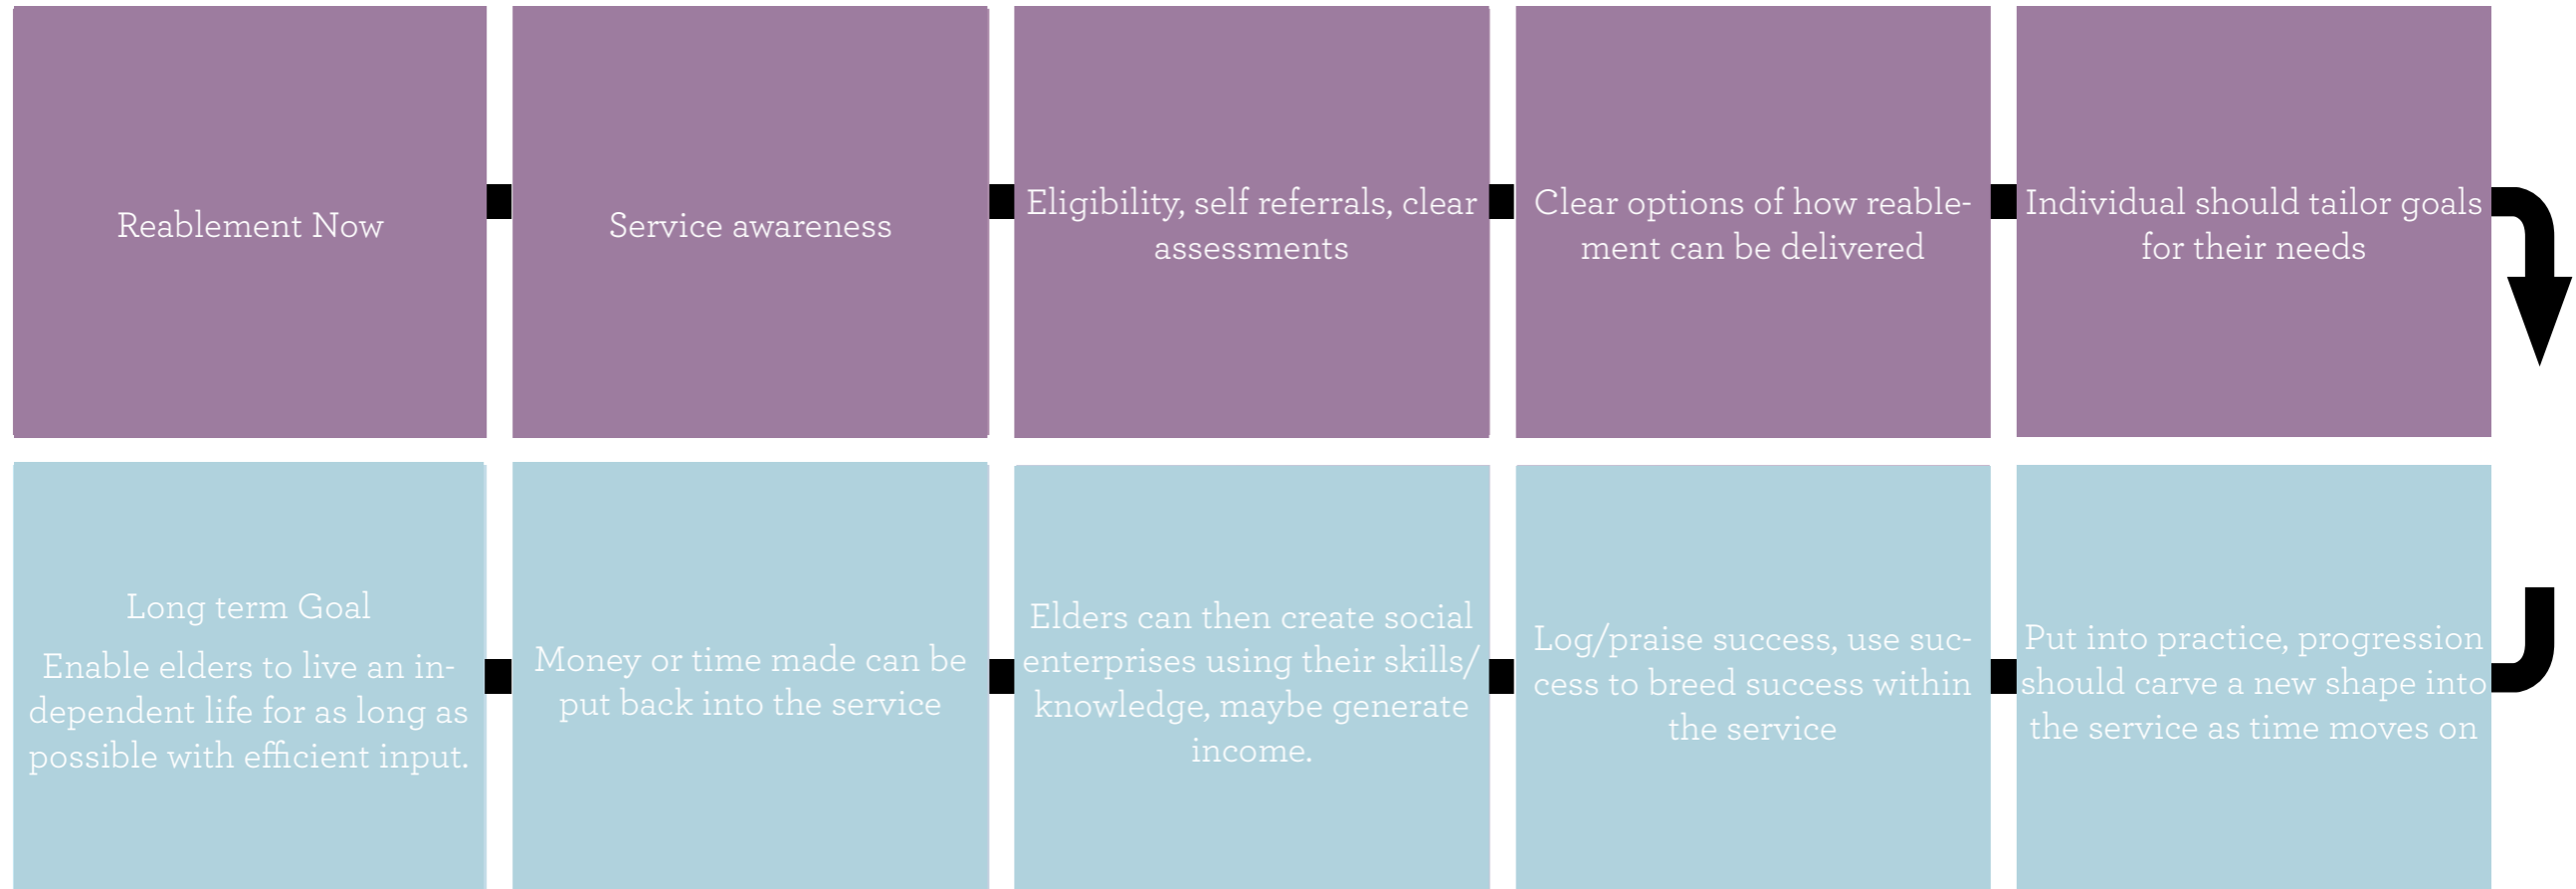 Reablement Now
Service awareness
Eligibility, self referrals, clear
assessments
Clear options of how reable-
ment can be delivered
Individual should tailor goals
for their needs
Long term Goal
Enable elders to live an in-
dependent life for as long as
possible with efficient input.
Money or time made can be
put back into the service
Elders can then create social
enterprises using their skills/
knowledge, maybe generate
income.
Log/praise success, use suc-
cess to breed success within
the service
Put into practice, progression
should carve a new shape into
the service as time moves on